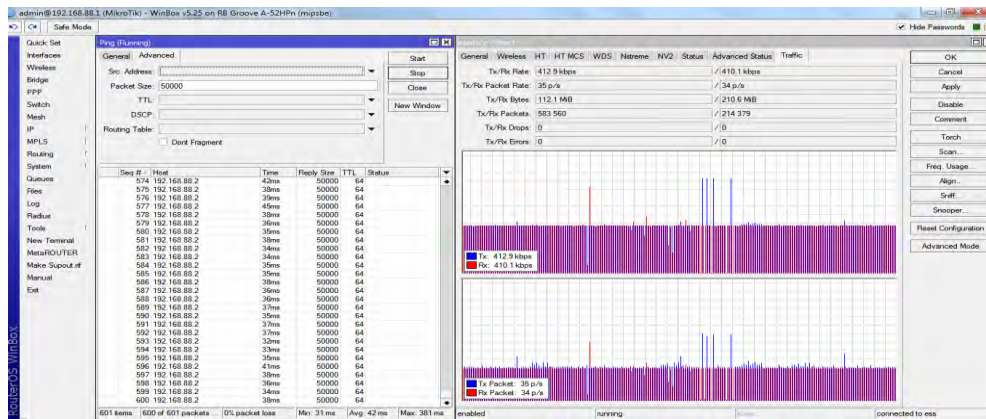 admin@192.168.88.1 (MikroTik) - WinBox v5.25 on RB Groove A-52HPn (mipsbe)
Safe Mode
Hide Passwords
Quick Set
Interfaces
Wireless
Bridge
PPP
Switch
Mesh
IP
MPLS
Routing
System
Queues
Files
Log
Radius
Tools
New Terminal
MetaROUTER
Make Supout.rif
Manual
Exit
RouterOS WinBox
Ping (Running)
General Advanced
Src. Address:
Packet Size: 50000
TTL:
DSCP:
Routing Table:
Dont Fragment
Start
Stop
Close
New Window
Seq # Host Time Reply Size TTL Status
574 192.168.88.2 42ms 50000 64
575 192.168.88.2 38ms 50000 64
576 192.168.88.2 39ms 50000 64
577 192.168.88.2 45ms 50000 64
578 192.168.88.2 38ms 50000 64
579 192.168.88.2 36ms 50000 64
580 192.168.88.2 35ms 50000 64
581 192.168.88.2 38ms 50000 64
582 192.168.88.2 34ms 50000 64
583 192.168.88.2 34ms 50000 64
584 192.168.88.2 35ms 50000 64
585 192.168.88.2 35ms 50000 64
586 192.168.88.2 38ms 50000 64
587 192.168.88.2 36ms 50000 64
588 192.168.88.2 36ms 50000 64
589 192.168.88.2 37ms 50000 64
590 192.168.88.2 35ms 50000 64
591 192.168.88.2 37ms 50000 64
592 192.168.88.2 37ms 50000 64
593 192.168.88.2 32ms 50000 64
594 192.168.88.2 33ms 50000 64
595 192.168.88.2 35ms 50000 64
596 192.168.88.2 41ms 50000 64
597 192.168.88.2 38ms 50000 64
598 192.168.88.2 36ms 50000 64
599 192.168.88.2 34ms 50000 64
600 192.168.88.2 38ms 50000 64
601 items 600 of 601 packets ... 0% packet loss Min: 31 ms Avg: 42 ms Max: 381 ms
General Wireless HT HT MCS WDS Nstreme NV2 Status Advanced Status Traffic
Tx/Rx Rate: 412.9 kbps / 410.1 kbps
Tx/Rx Packet Rate: 35 p/s / 34 p/s
Tx/Rx Bytes: 112.1 MiB / 210.6 MiB
Tx/Rx Packets: 583 560 / 214 379
Tx/Rx Drops: 0 / 0
Tx/Rx Errors: 0 / 0
Tx: 412.9 kbps
Rx: 410.1 kbps
Tx Packet: 35 p/s
Rx Packet: 34 p/s
enabled running connected to ess
OK
Cancel
Apply
Disable
Comment
Torch
Scan...
Freq. Usage...
Align...
Sniff...
Snooper...
Reset Configuration
Advanced Mode